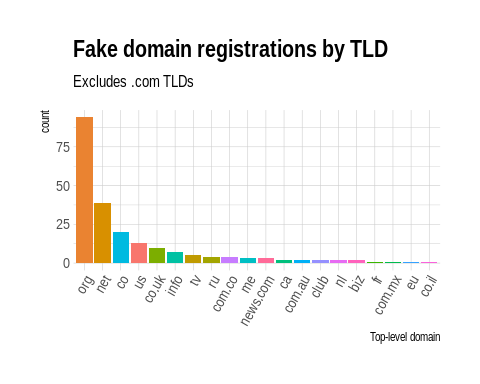 Fake domain registrations by TLD
Excludes .com TLDs
count
75
50
25
0
org
net
co
us
co.uk
info
tv
ru
com.co
me
news.com
ca
com.au
club
nl
biz
fr
com.mx
eu
co.il
Top-level domain